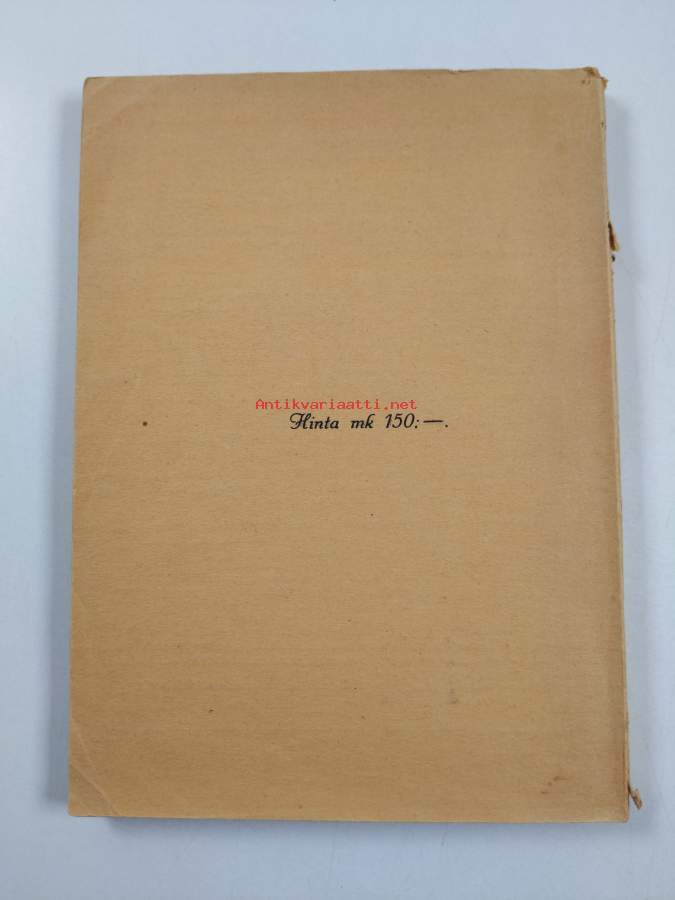 Antikvariaatti.net
Hinta mk 150:—.